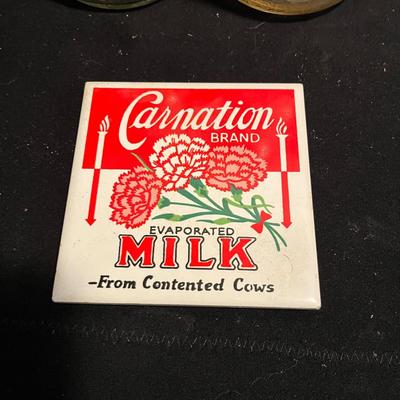 Carnation
BRAND
EVAPORATED
MILK
–From Contented Cows